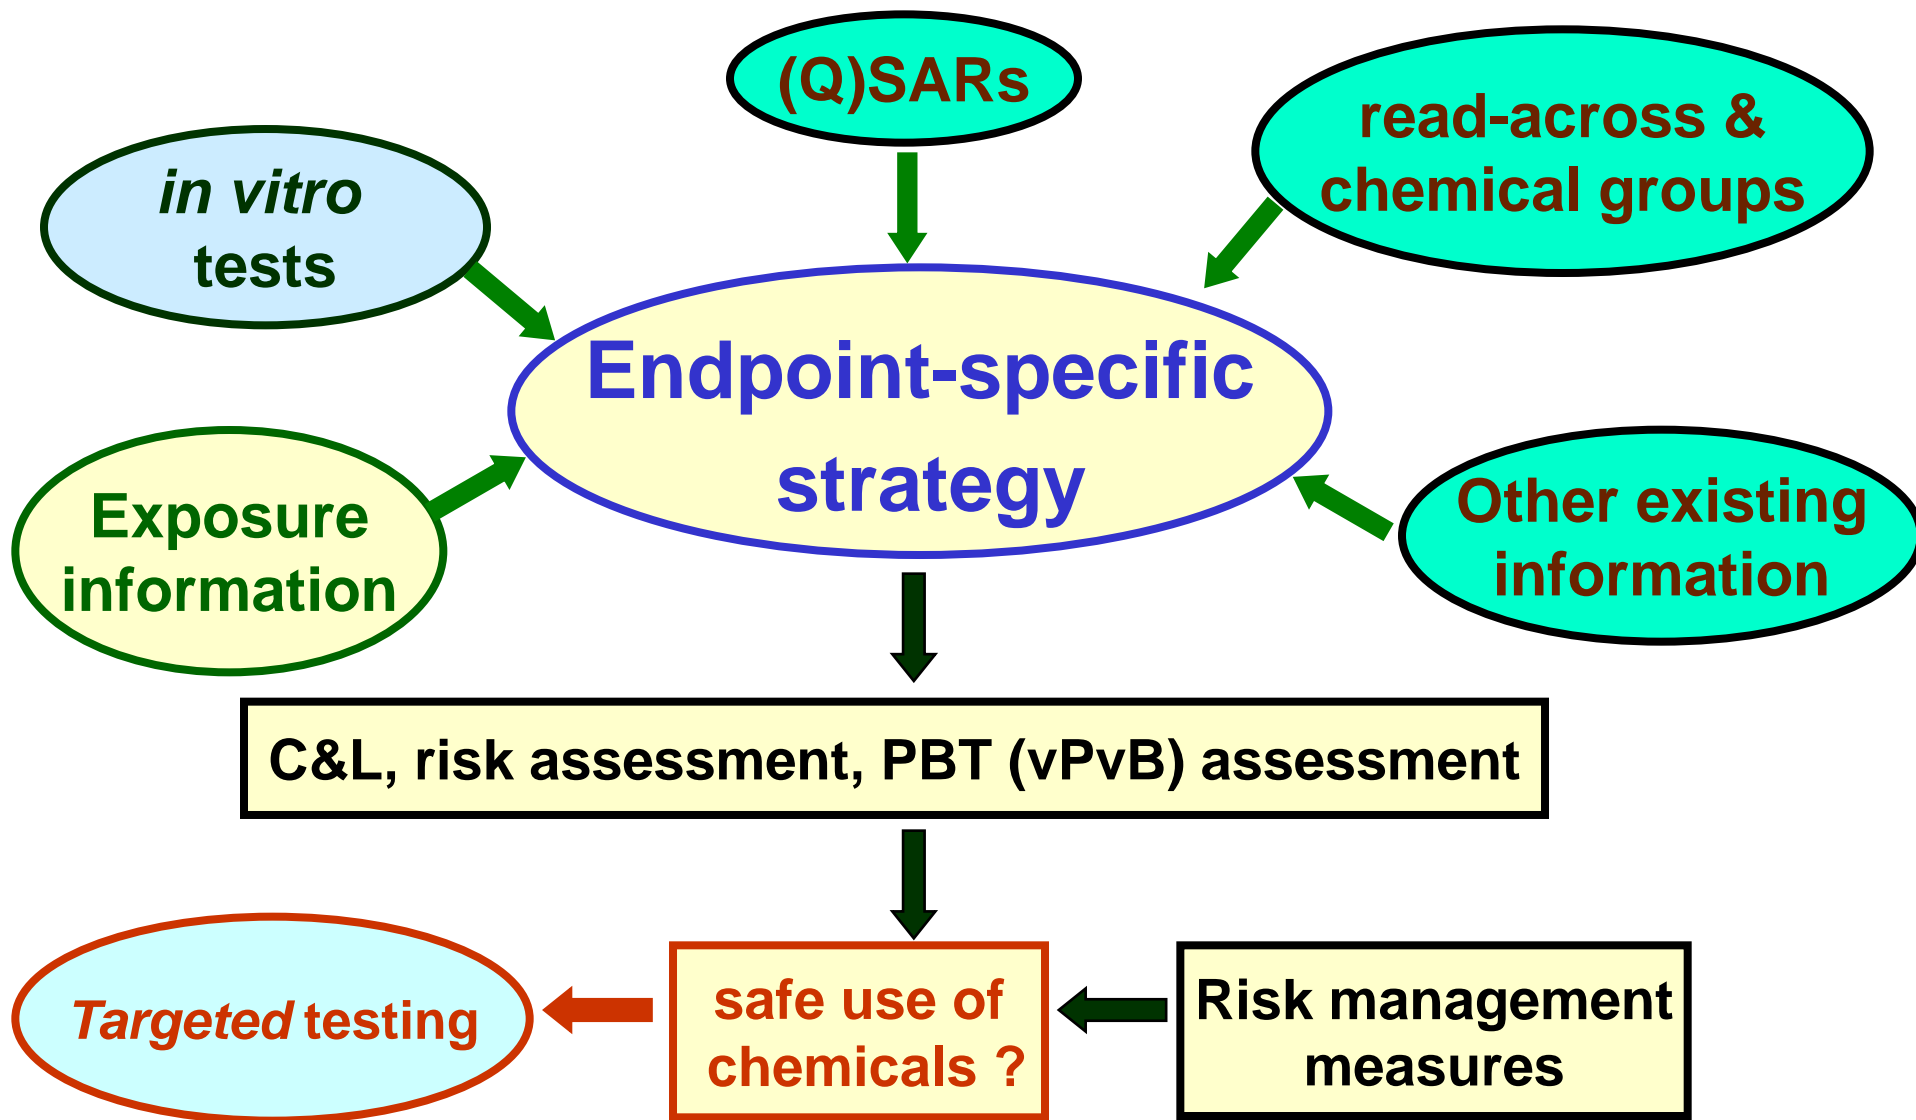 (Q)SARs
read-across &
chemical groups
in vitro
tests
Endpoint-specific
strategy
Exposure
information
Other existing
information
C&L, risk assessment, PBT (vPvB) assessment
Targeted testing
safe use of
chemicals ?
Risk management
measures